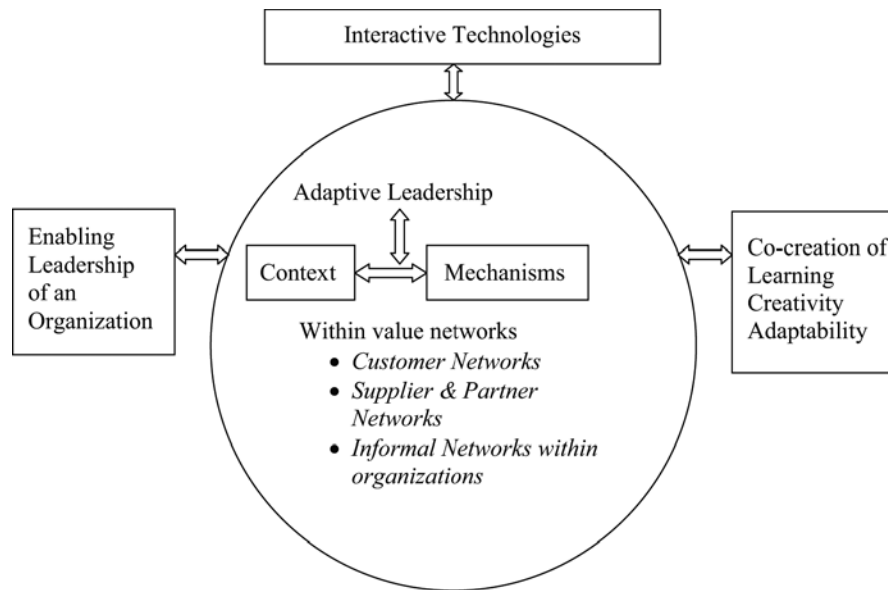 Interactive Technologies
Adaptive Leadership
Enabling
Leadership
of an
Organization
Context
Mechanisms
Co-creation of
Learning
Creativity
Adaptability
Within value networks
• Customer Networks
• Supplier & Partner
Networks
• Informal Networks within
organizations